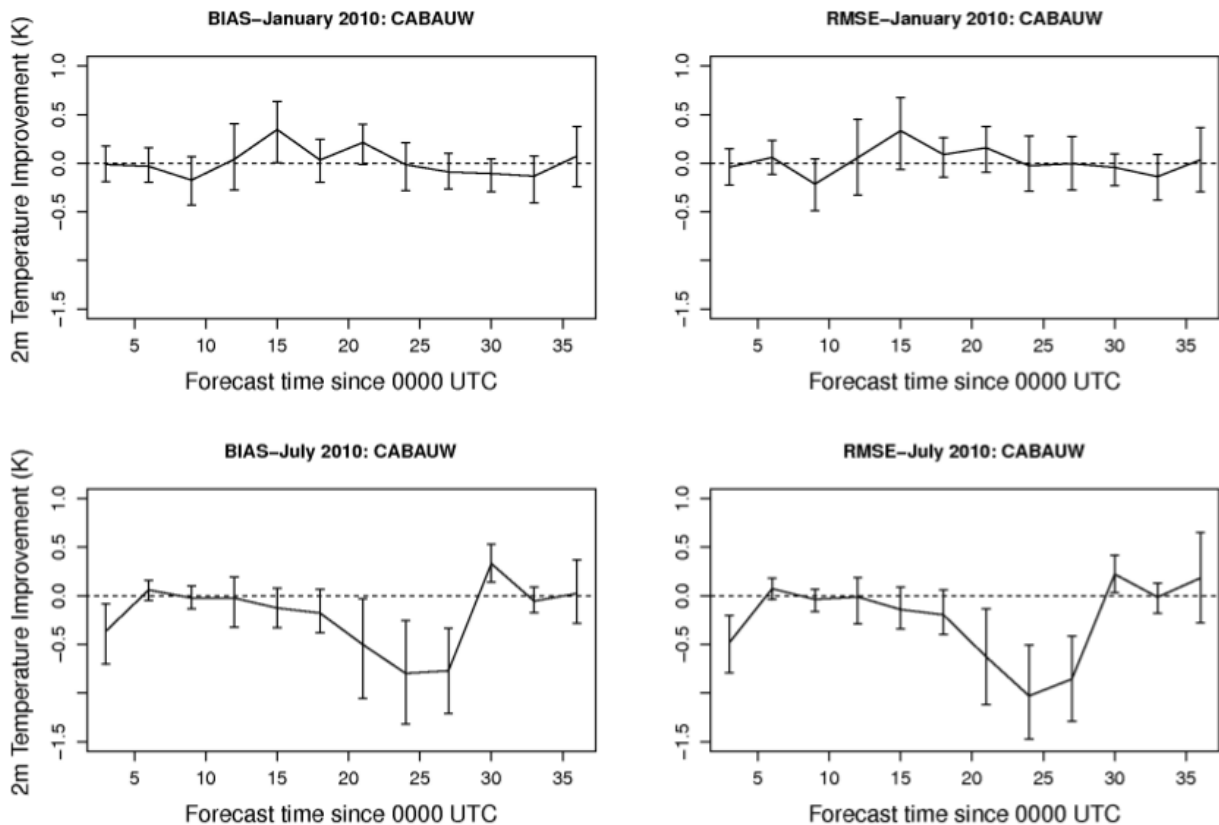 BIAS–January 2010: CABAUW
2m Temperature Improvement (K)
1.0
0.5
0.0
−0.5
−1.5
5 10 15 20 25 30 35
Forecast time since 0000 UTC
RMSE–January 2010: CABAUW
1.0
0.5
0.0
−0.5
−1.5
5 10 15 20 25 30 35
Forecast time since 0000 UTC
BIAS–July 2010: CABAUW
2m Temperature Improvement (K)
1.0
0.5
0.0
−0.5
−1.5
5 10 15 20 25 30 35
Forecast time since 0000 UTC
RMSE–July 2010: CABAUW
1.0
0.5
0.0
−0.5
−1.5
5 10 15 20 25 30 35
Forecast time since 0000 UTC